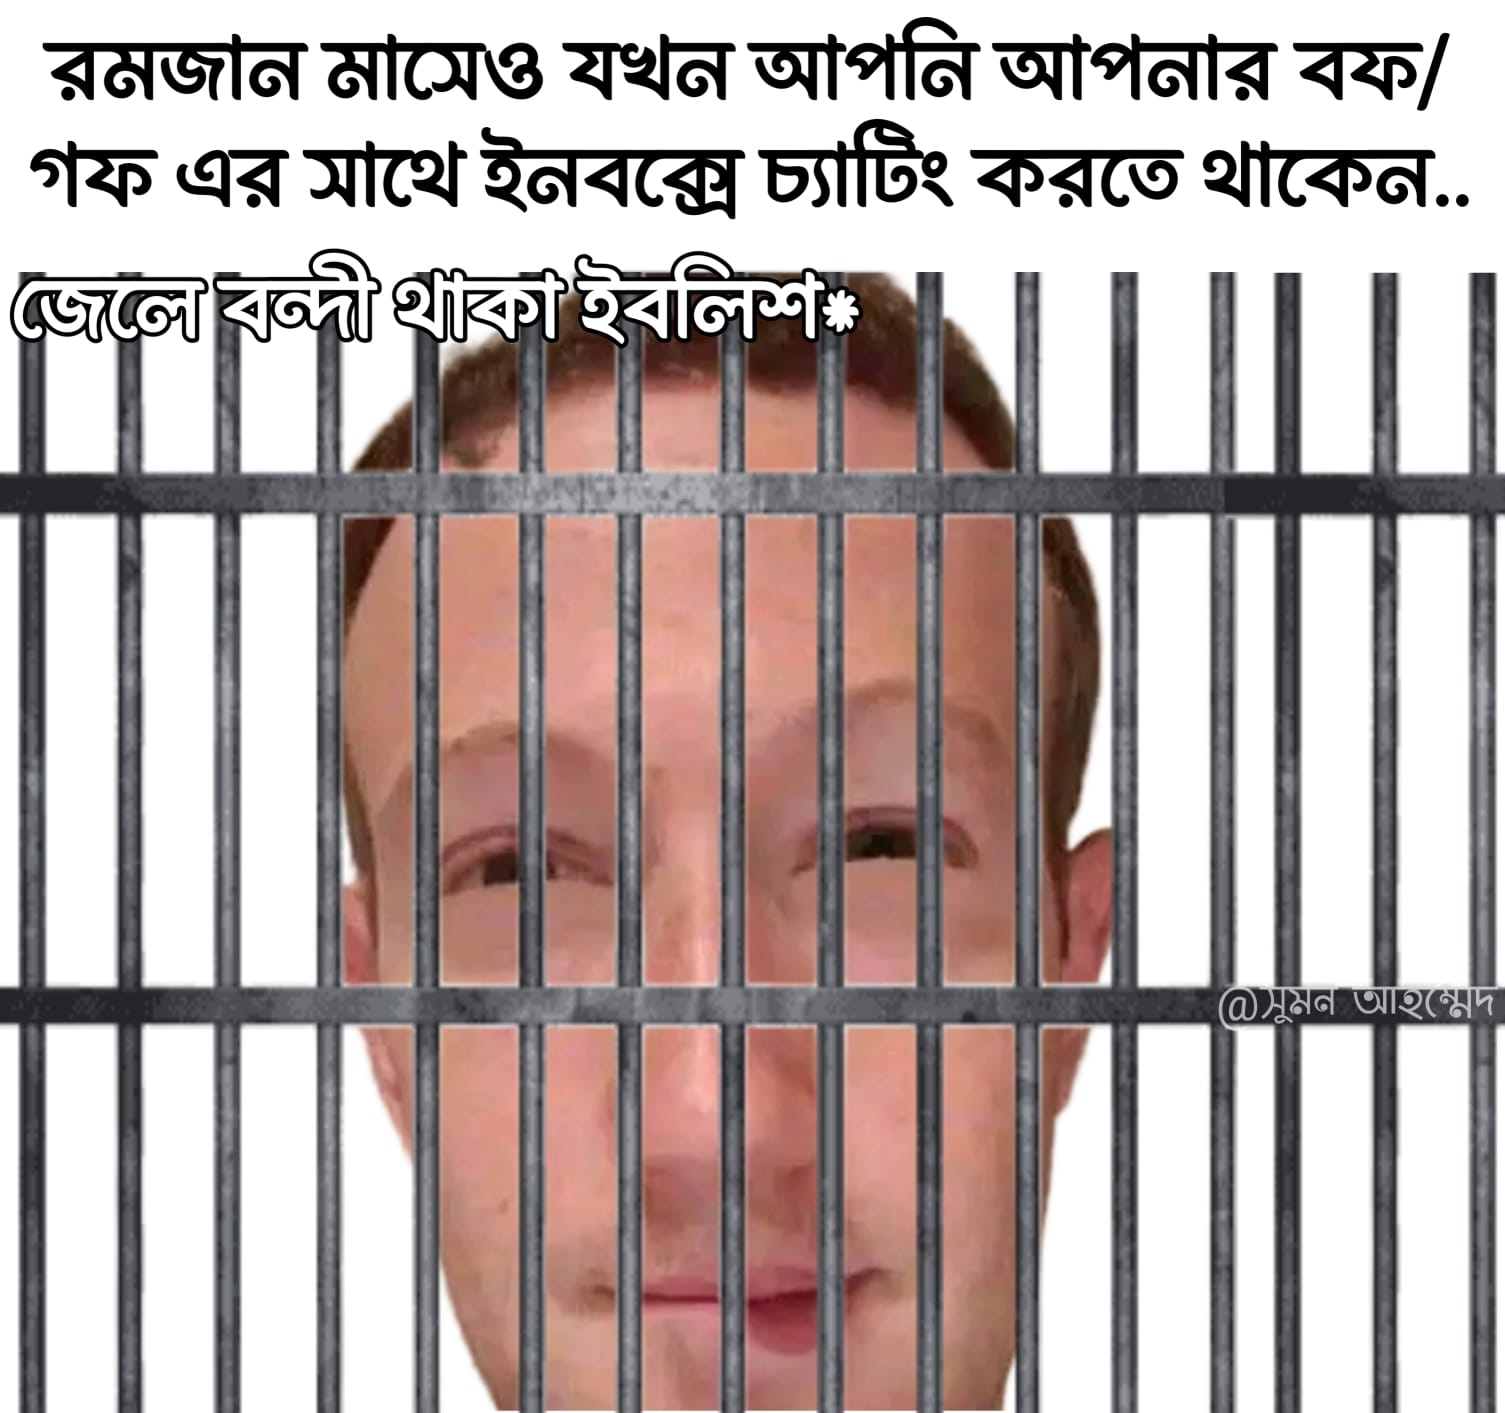 রমজান মাসেও যখন আপনি আপনার বফ/
গফ এর সাথে ইনবক্সে চ্যাটিং করতে থাকেন..
জেলে বন্দী থাকা ইবলিশ*
@সুমন আহম্মেদ